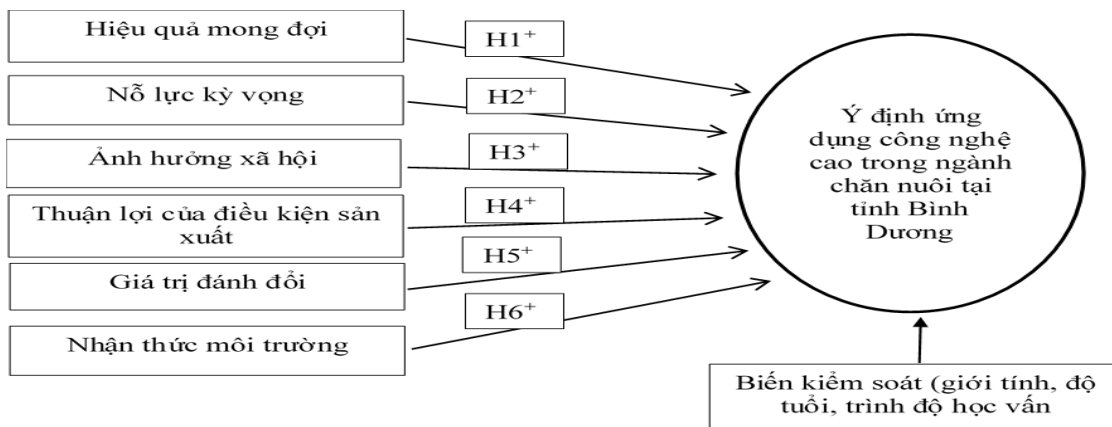 Hiệu quả mong đợi
H1+
Nỗ lực kỳ vọng
H2+
Ảnh hưởng xã hội
H3+
Thuận lợi của điều kiện sản
xuất
H4+
Giá trị đánh đổi
H5+
Nhận thức môi trường
H6+
Ý định ứng
dụng công nghệ
cao trong ngành
chăn nuôi tại
tỉnh Bình
Dương
Biến kiểm soát (giới tính, độ
tuổi, trình độ học vấn